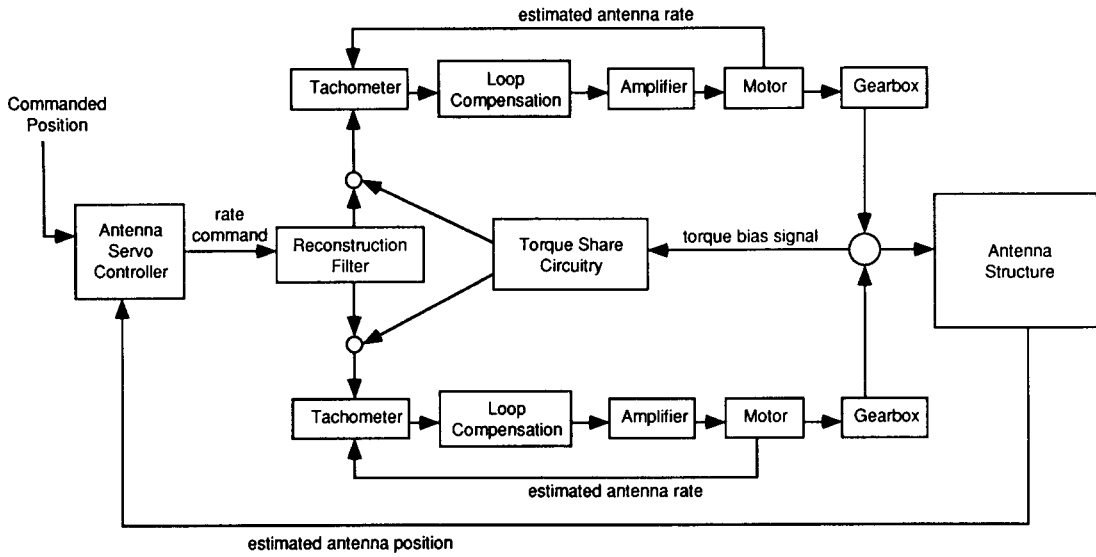 estimated antenna rate
Tachometer
Loop
Compensation
Amplifier
Motor
Gearbox
Commanded
Position
Antenna
Servo
Controller
rate
command
Reconstruction
Filter
Torque Share
Circuitry
torque bias signal
Antenna
Structure
Tachometer
Loop
Compensation
Amplifier
Motor
Gearbox
estimated antenna rate
estimated antenna position